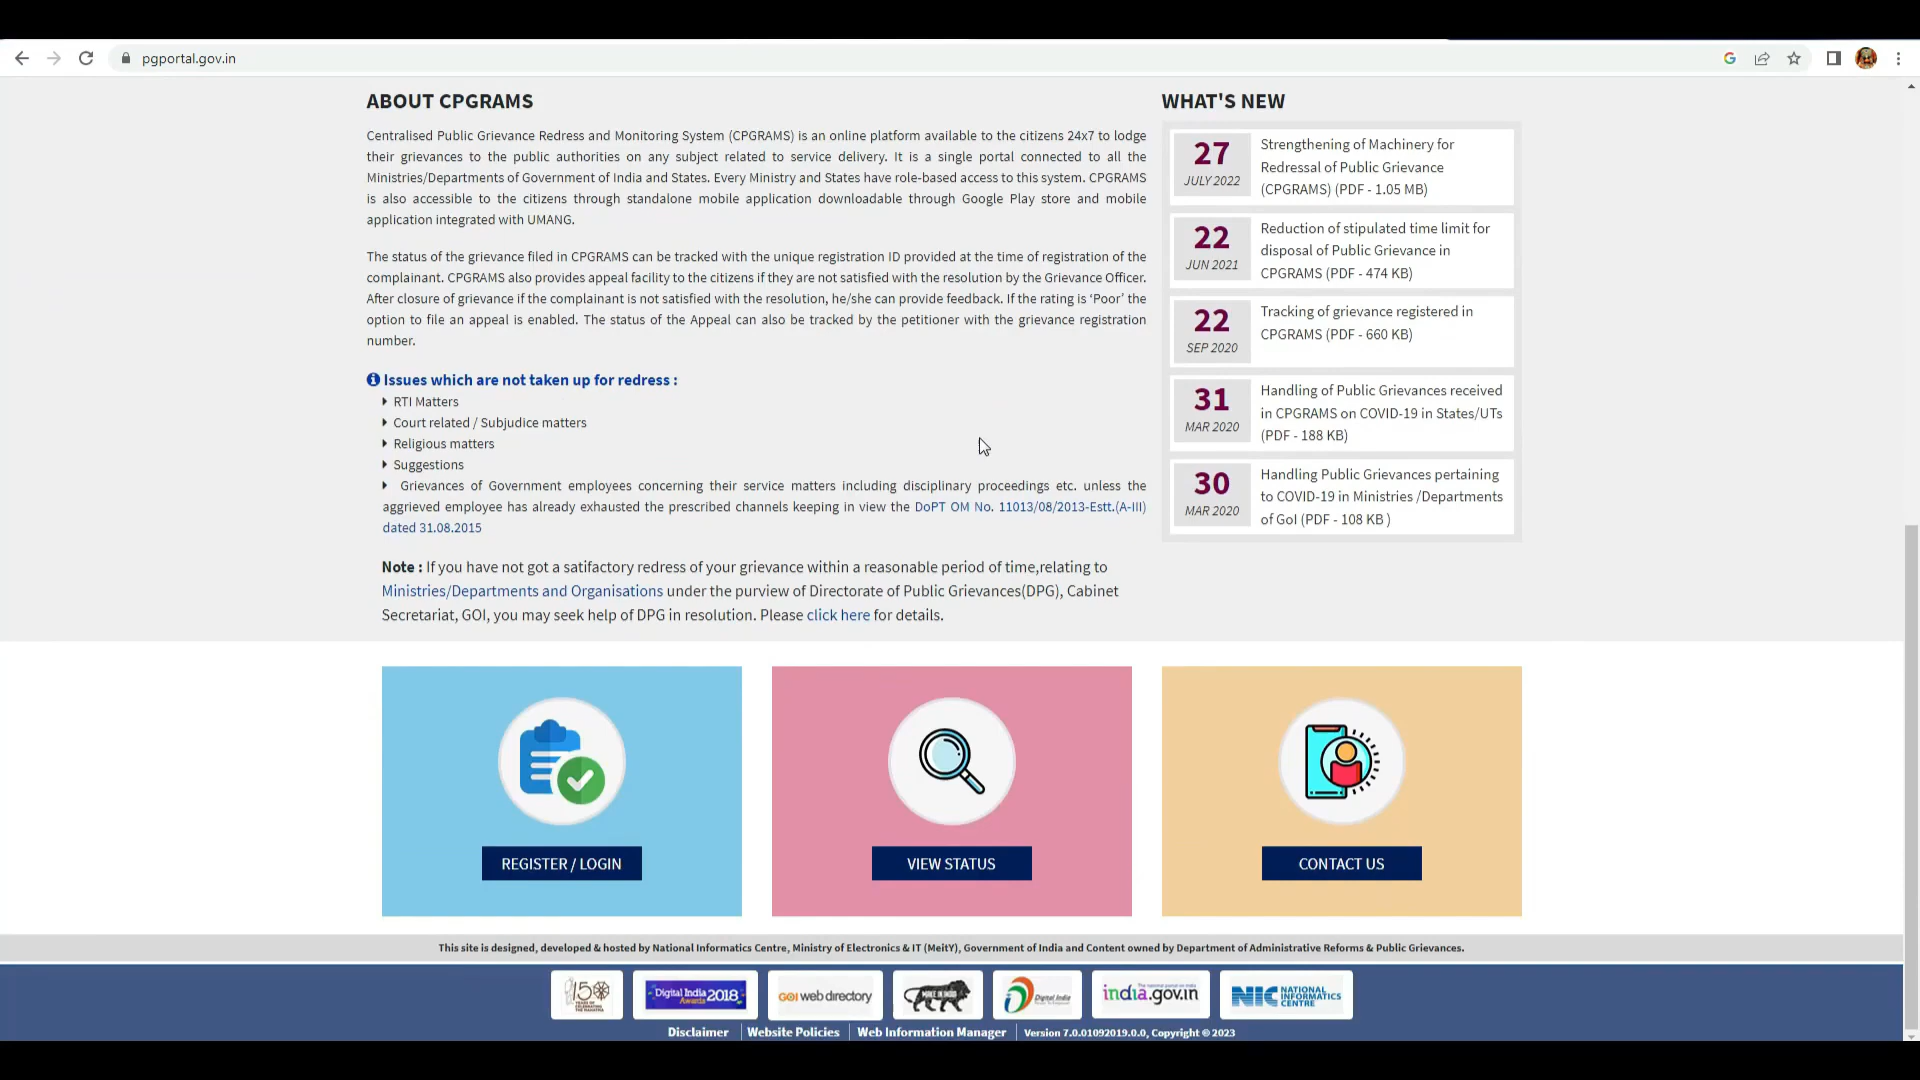 pgportal.gov.in
ABOUT CPGRAMS
Centralised Public Grievance Redress and Monitoring System (CPGRAMS) is an online platform available to the citizens 24x7 to lodge
their grievances to the public authorities on any subject related to service delivery. It is a single portal connected to all the
Ministries/Departments of Government of India and States. Every Ministry and States have role-based access to this system. CPGRAMS
is also accessible to the citizens through standalone mobile application downloadable through Google Play store and mobile
application integrated with UMANG.
The status of the grievance filed in CPGRAMS can be tracked with the unique registration ID provided at the time of registration of the
complainant. CPGRAMS also provides appeal facility to the citizens if they are not satisfied with the resolution by the Grievance Officer.
After closure of grievance if the complainant is not satisfied with the resolution, he/she can provide feedback. If the rating is ‘Poor’ the
option to file an appeal is enabled. The status of the Appeal can also be tracked by the petitioner with the grievance registration
number.
Issues which are not taken up for redress :
RTI Matters
Court related / Subjudice matters
Religious matters
Suggestions
Grievances of Government employees concerning their service matters including disciplinary proceedings etc. unless the
aggrieved employee has already exhausted the prescribed channels keeping in view the DoPT OM No. 11013/08/2013-Estt.(A-III)
dated 31.08.2015
Note : If you have not got a satifactory redress of your grievance within a reasonable period of time,relating to
Ministries/Departments and Organisations under the purview of Directorate of Public Grievances(DPG), Cabinet
Secretariat, GOI, you may seek help of DPG in resolution. Please click here for details.
WHAT'S NEW
27
JULY 2022
Strengthening of Machinery for
Redressal of Public Grievance
(CPGRAMS) (PDF - 1.05 MB)
22
JUN 2021
Reduction of stipulated time limit for
disposal of Public Grievance in
CPGRAMS (PDF - 474 KB)
22
SEP 2020
Tracking of grievance registered in
CPGRAMS (PDF - 660 KB)
31
MAR 2020
Handling of Public Grievances received
in CPGRAMS on COVID-19 in States/UTs
(PDF - 188 KB)
30
MAR 2020
Handling Public Grievances pertaining
to COVID-19 in Ministries /Departments
of GoI (PDF - 108 KB )
REGISTER / LOGIN
VIEW STATUS
CONTACT US
This site is designed, developed & hosted by National Informatics Centre, Ministry of Electronics & IT (MeitY), Government of India and Content owned by Department of Administrative Reforms & Public Grievances.
150
YEARS OF
CELEBRATING
THE MAHATMA
Digital India 2018
Awards
GOI web directory
MAKE IN INDIA
Digital India
india.gov.in
NIC NATIONAL
INFORMATICS
CENTRE
Disclaimer
Website Policies
Web Information Manager
Version 7.0.01092019.0.0, Copyright © 2023